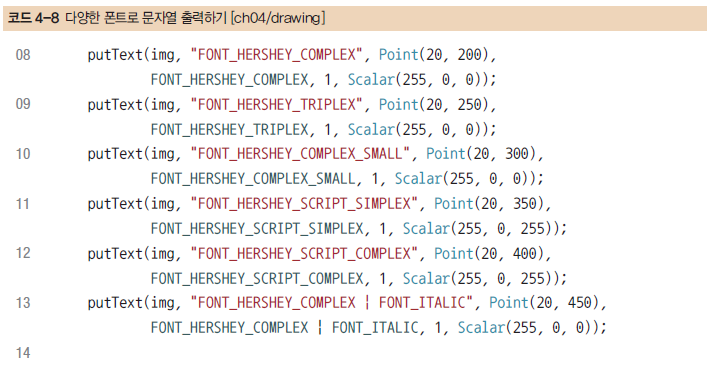 코드 4-8 다양한 폰트로 문자열 출력하기 [ch04/drawing]
08 putText(img, "FONT_HERSHEY_COMPLEX", Point(20, 200),
FONT_HERSHEY_COMPLEX, 1, Scalar(255, 0, 0));
09 putText(img, "FONT_HERSHEY_TRIPLEX", Point(20, 250),
FONT_HERSHEY_TRIPLEX, 1, Scalar(255, 0, 0));
10 putText(img, "FONT_HERSHEY_COMPLEX_SMALL", Point(20, 300),
FONT_HERSHEY_COMPLEX_SMALL, 1, Scalar(255, 0, 0));
11 putText(img, "FONT_HERSHEY_SCRIPT_SIMPLEX", Point(20, 350),
FONT_HERSHEY_SCRIPT_SIMPLEX, 1, Scalar(255, 0, 255));
12 putText(img, "FONT_HERSHEY_SCRIPT_COMPLEX", Point(20, 400),
FONT_HERSHEY_SCRIPT_COMPLEX, 1, Scalar(255, 0, 255));
13 putText(img, "FONT_HERSHEY_COMPLEX | FONT_ITALIC", Point(20, 450),
FONT_HERSHEY_COMPLEX | FONT_ITALIC, 1, Scalar(255, 0, 0));
14